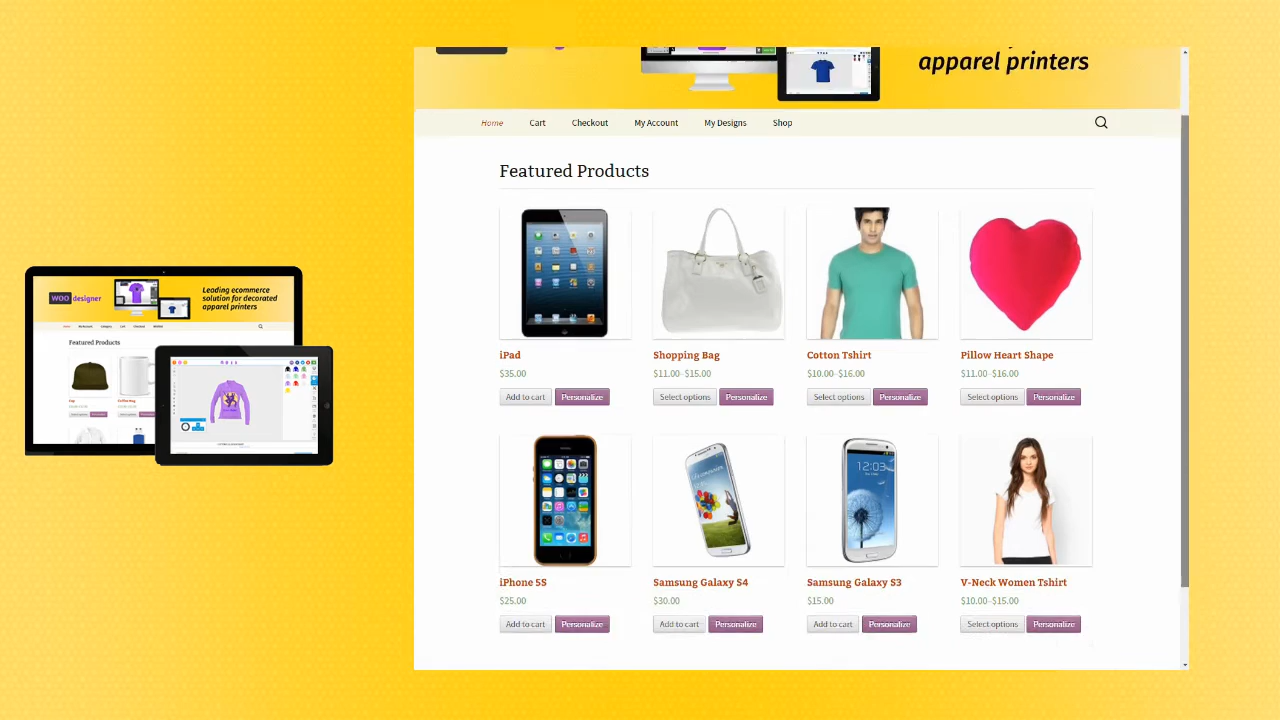 WOO designer
Leading ecommerce
solution for decorated
apparel printers
Featured Products
apparel printers
Home Cart Checkout My Account My Designs Shop
Featured Products
iPad
$35.00
Add to cart Personalize
Shopping Bag
$11.00–$15.00
Select options Personalize
Cotton Tshirt
$10.00–$16.00
Select options Personalize
Pillow Heart Shape
$11.00–$16.00
Select options Personalize
iPhone 5S
$25.00
Add to cart Personalize
Samsung Galaxy S4
$30.00
Add to cart Personalize
Samsung Galaxy S3
12:03
$15.00
Add to cart Personalize
V-Neck Women Tshirt
$10.00–$15.00
Select options Personalize